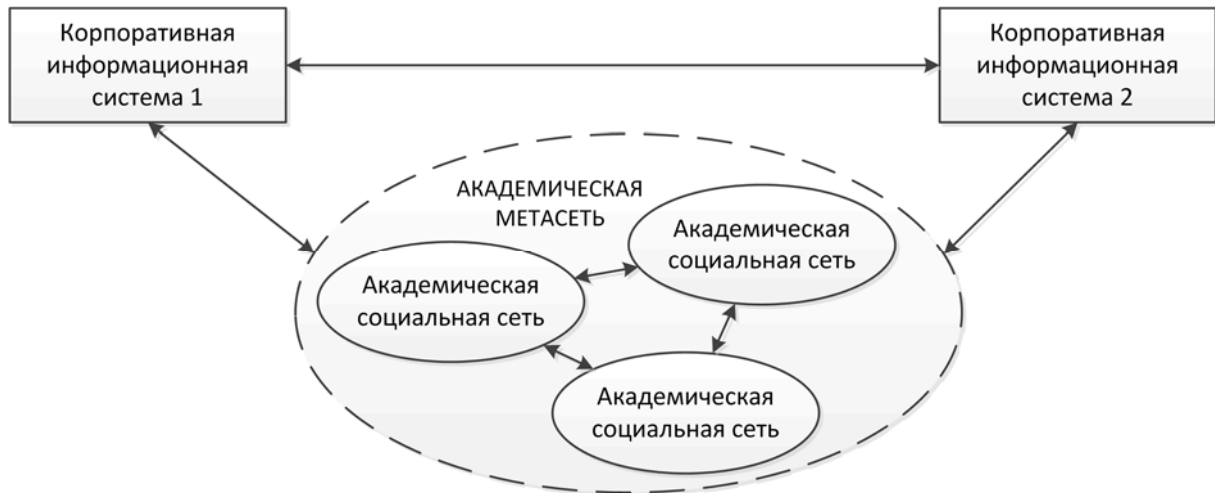 Корпоративная
информационная
система 1
Корпоративная
информационная
система 2
АКАДЕМИЧЕСКАЯ
МЕТАСЕТЬ
Академическая
социальная сеть
Академическая
социальная сеть
Академическая
социальная сеть